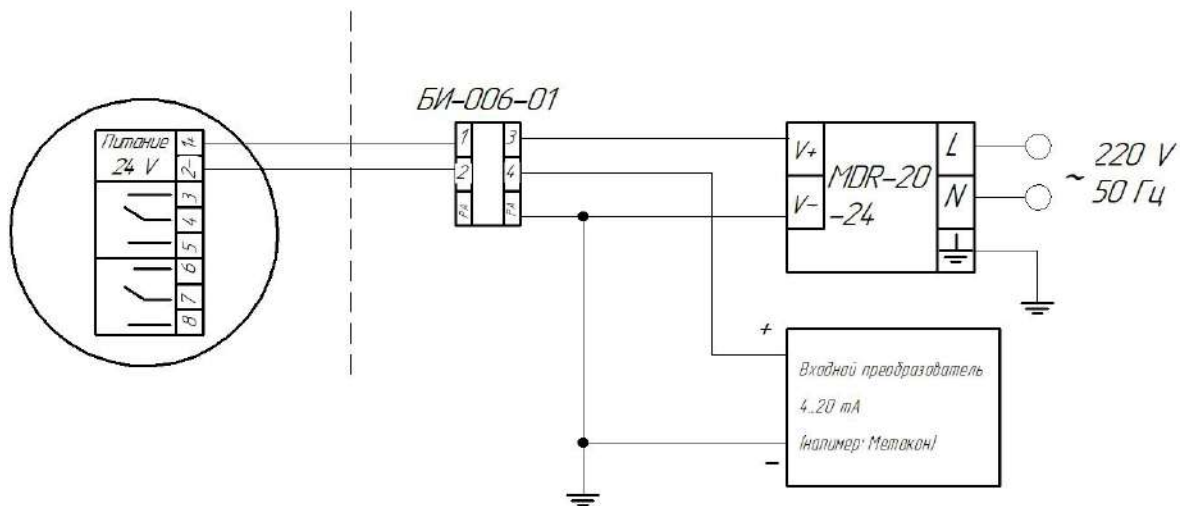 БИ-006-01
Питание
24 V
1+
2-
3
4
5
6
7
8
1
2
PA
3
4
PA
V+
V-
MDR-20
-24
L
N
~ 220 V
50 Гц
+
Входной преобразователь
4...20 mA
(напимер: Метакон)
-